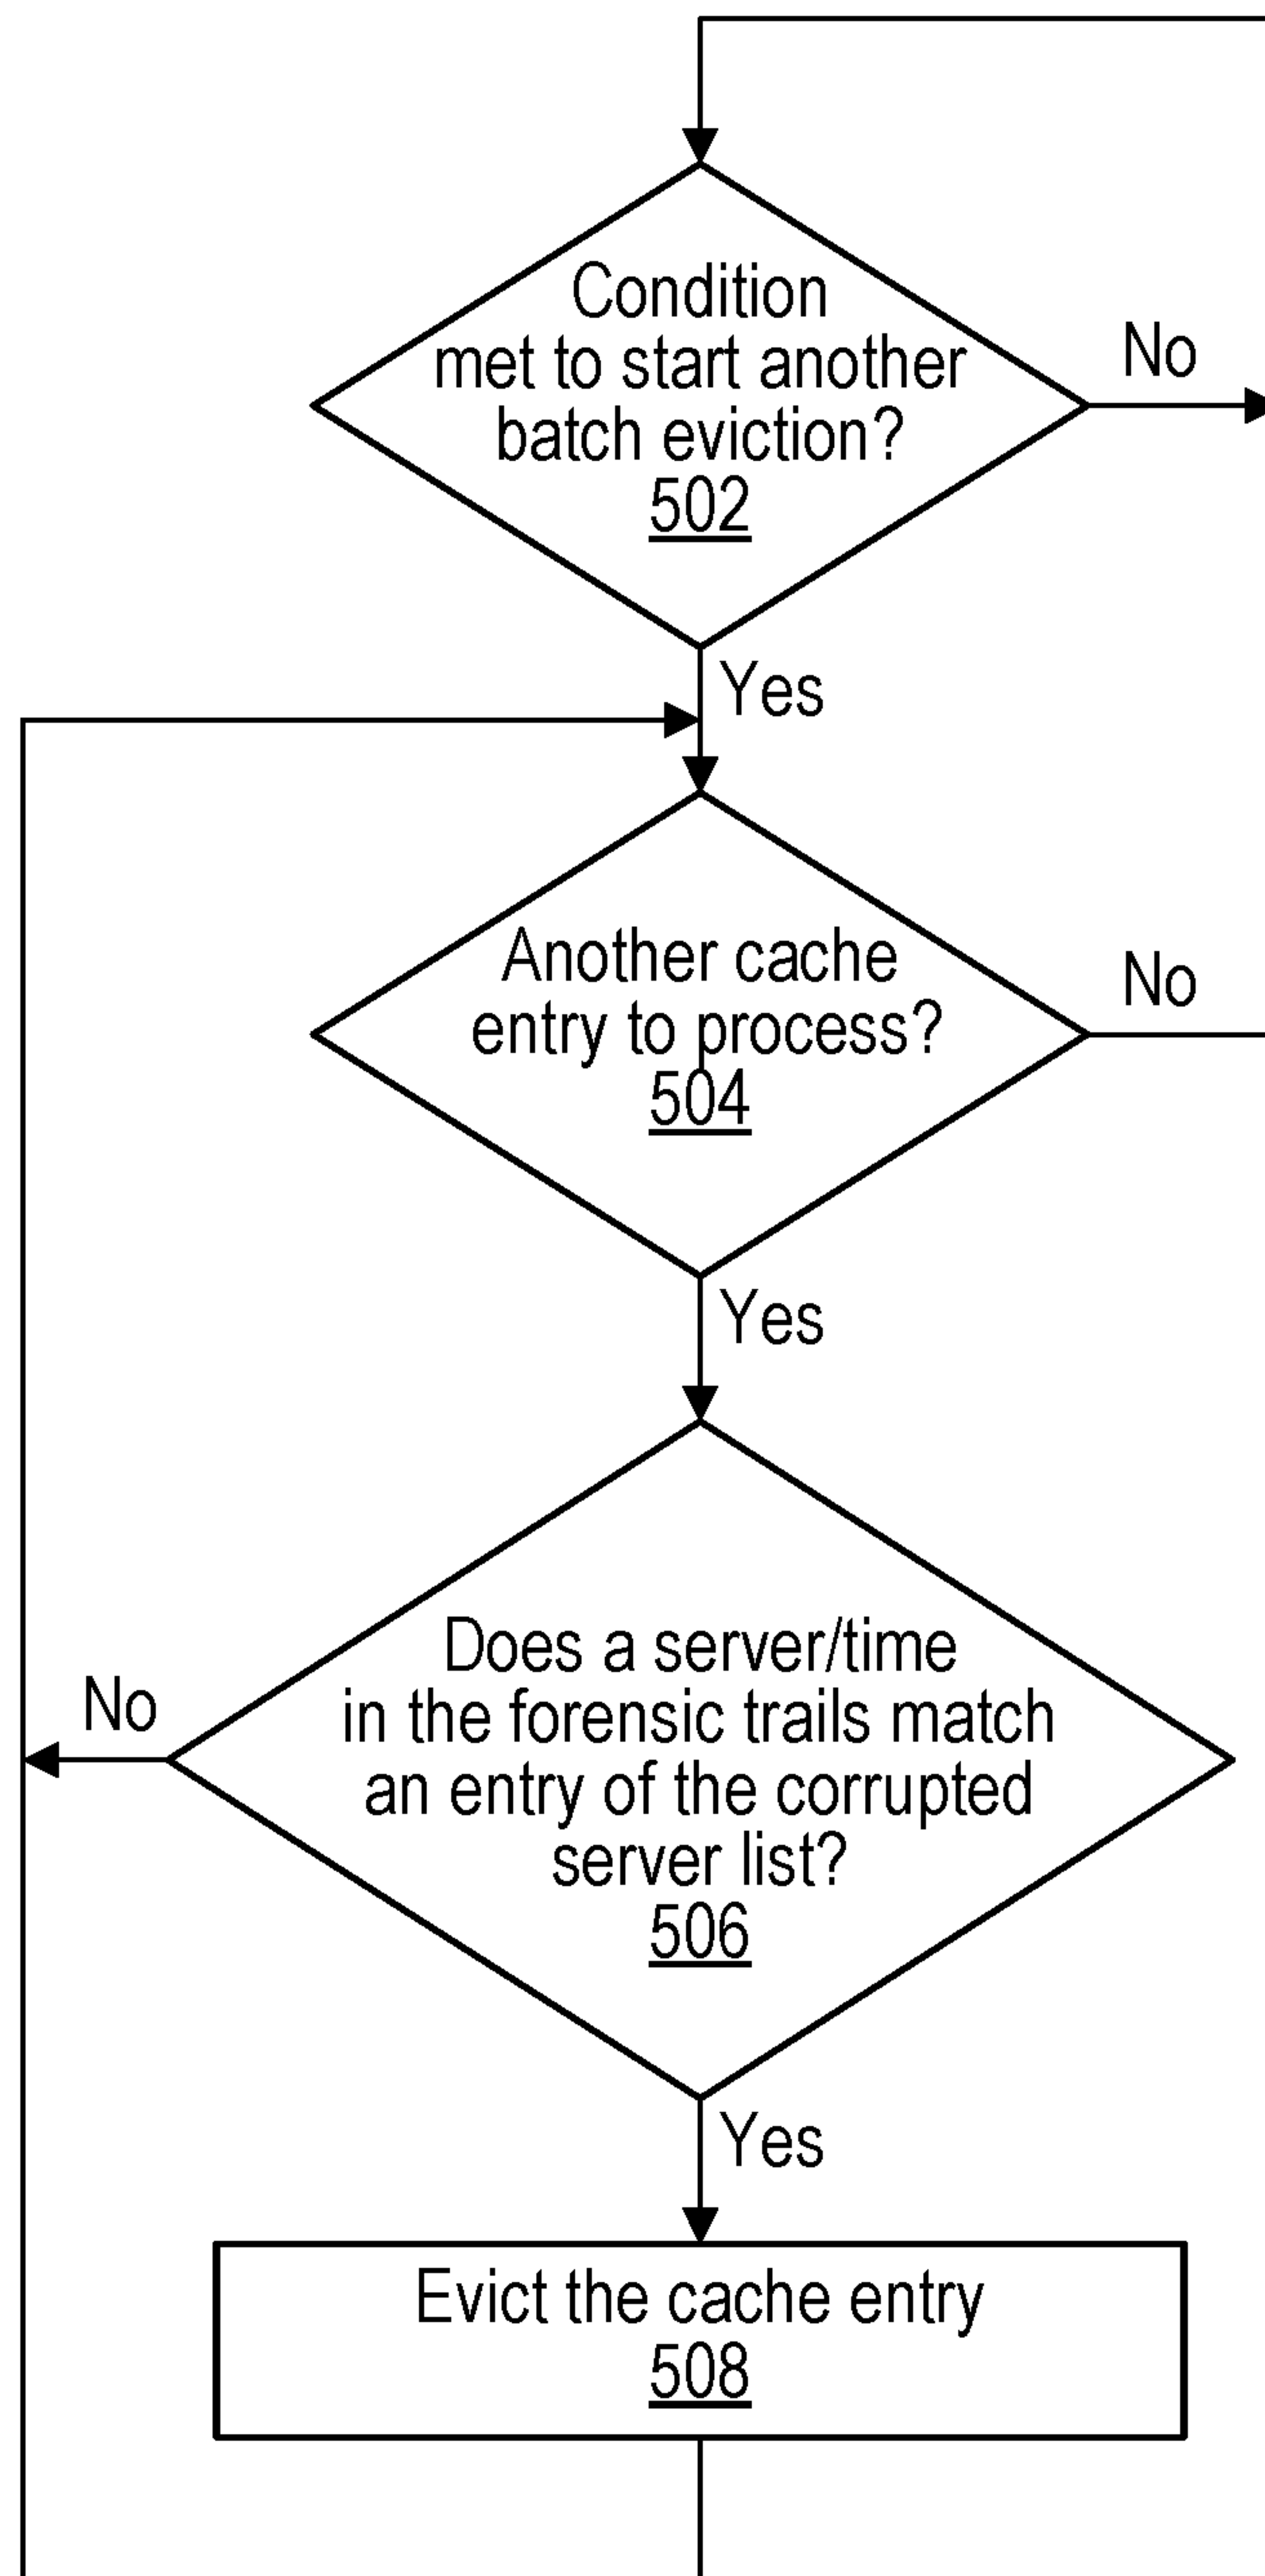 Condition
met to start another
batch eviction?
502
No
Yes
Another cache
entry to process?
504
No
Yes
Does a server/time
in the forensic trails match
an entry of the corrupted
server list?
506
No
Yes
Evict the cache entry
508